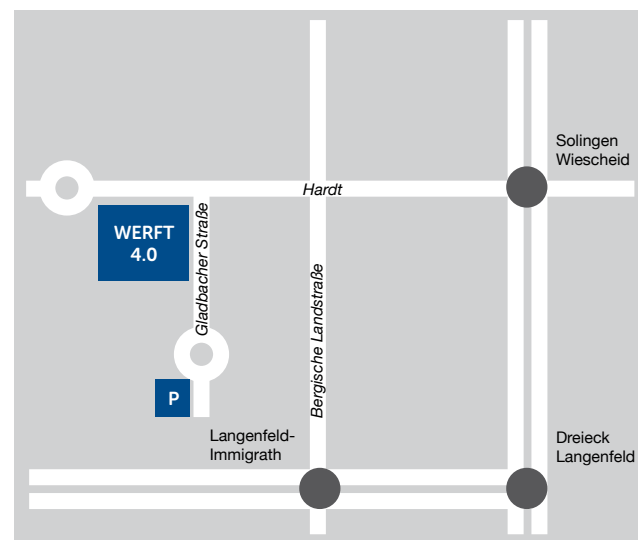 Solingen
Wiescheid
Hardt
WERFT
4.0
Gladbacher Straße
Bergische Landstraße
P
Langenfeld-
Immigrath
Dreieck
Langenfeld